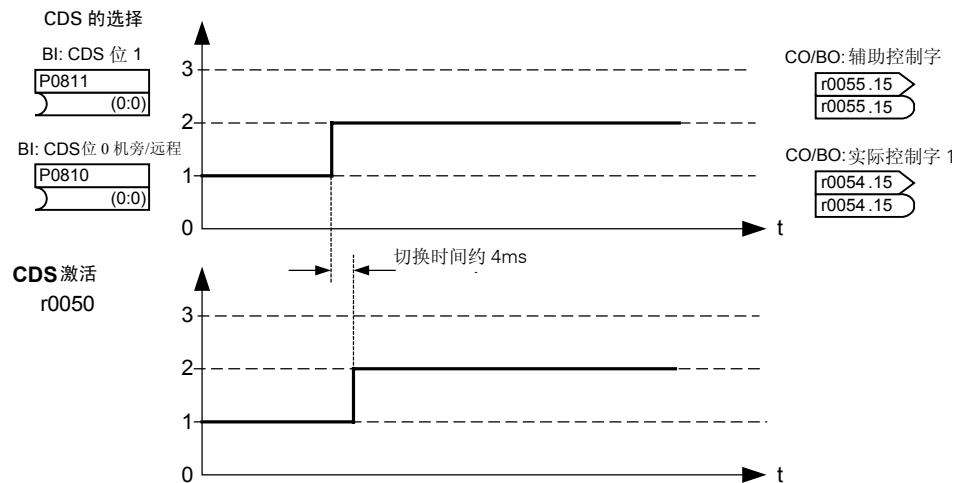 CDS 的选择
BI: CDS 位 1
P0811
(0:0)
BI: CDS位 0 机旁/远程
P0810
(0:0)
3
2
1
0
t
CO/BO: 辅助控制字
r0055.15
r0055.15
CO/BO: 实际控制字 1
r0054.15
r0054.15
切换时间约 4ms
CDS 激活
r0050
3
2
1
0
t